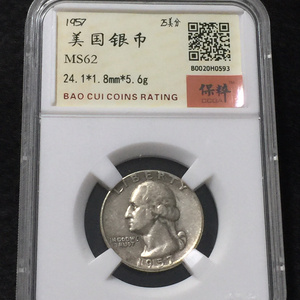 1957 25美分
美国银币
MS62
24.1*1.8mm*5.6g
BAO CUI COINS RATING
B0020H0593
保粹
LIBERTY
IN GOD WE
TRUST
1957